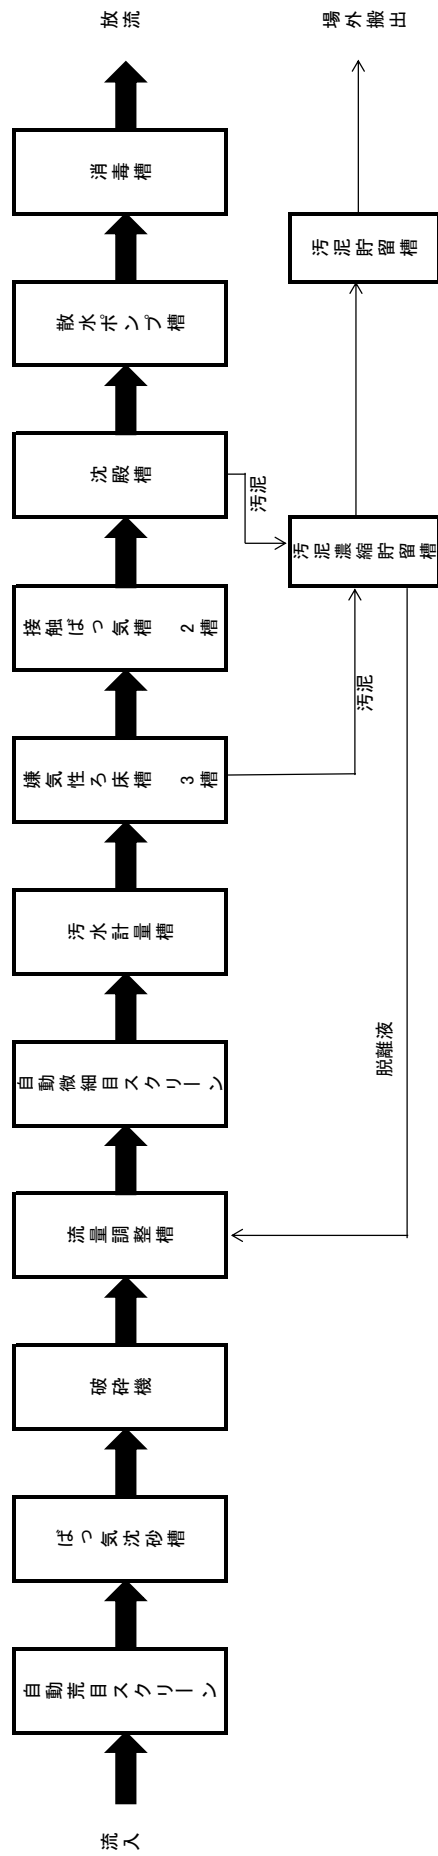 流入
自動荒目スクリーン
ばっ気沈砂槽
破砕機
流量調整槽
自動微細目スクリーン
汚水計量槽
嫌気性ろ床槽 3槽
接触ばっ気槽 2槽
沈殿槽
散水ポンプ槽
消毒槽
放流
脱離液
汚泥
汚泥
汚泥濃縮貯留槽
汚泥貯留槽
場外搬出